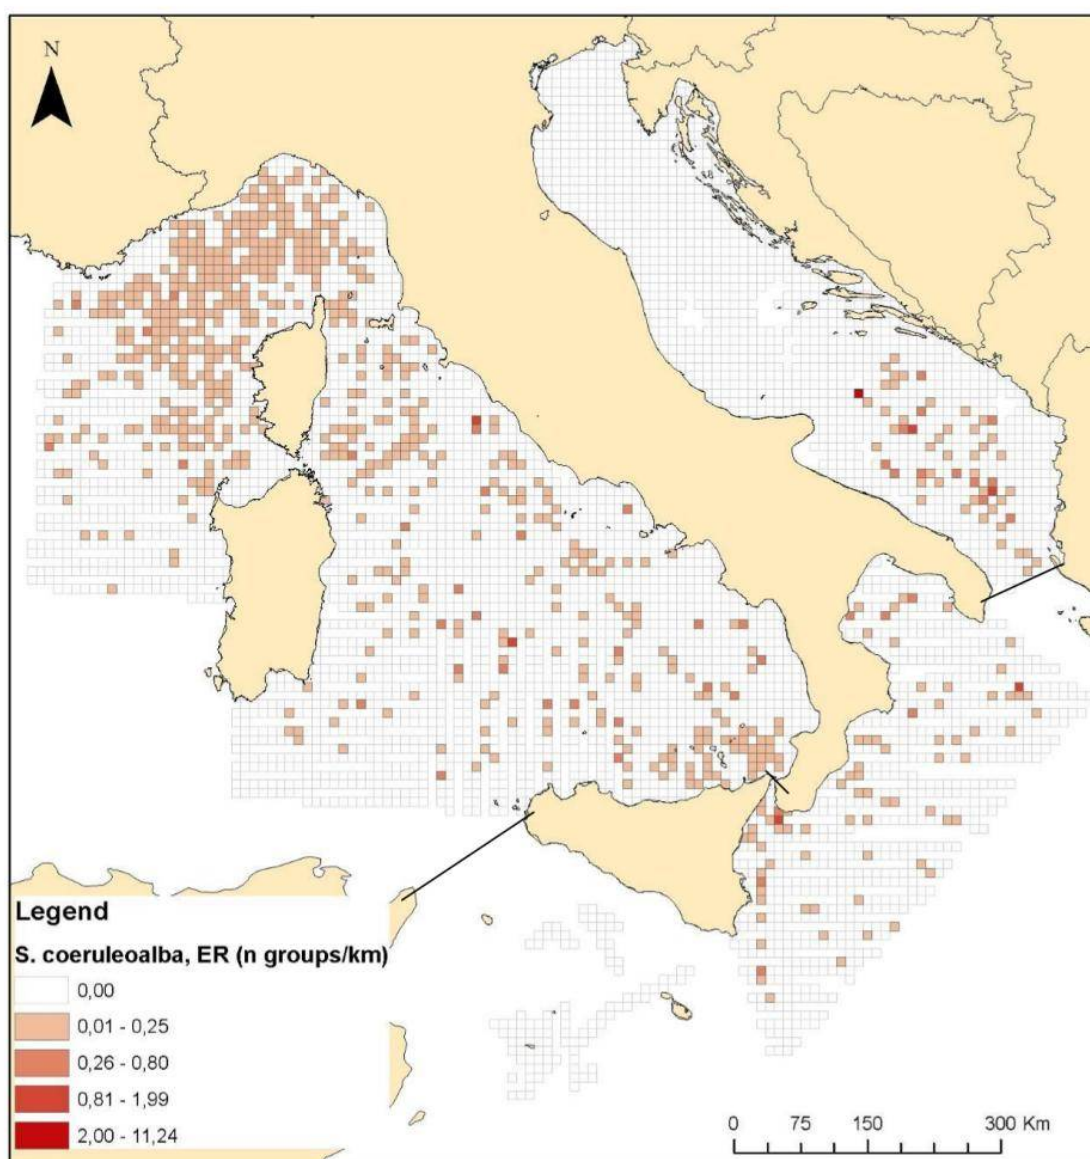 N
Legend
S. coeruleoalba, ER (n groups/km)
0,00
0,01 - 0,25
0,26 - 0,80
0,81 - 1,99
2,00 - 11,24
0 75 150 300 Km